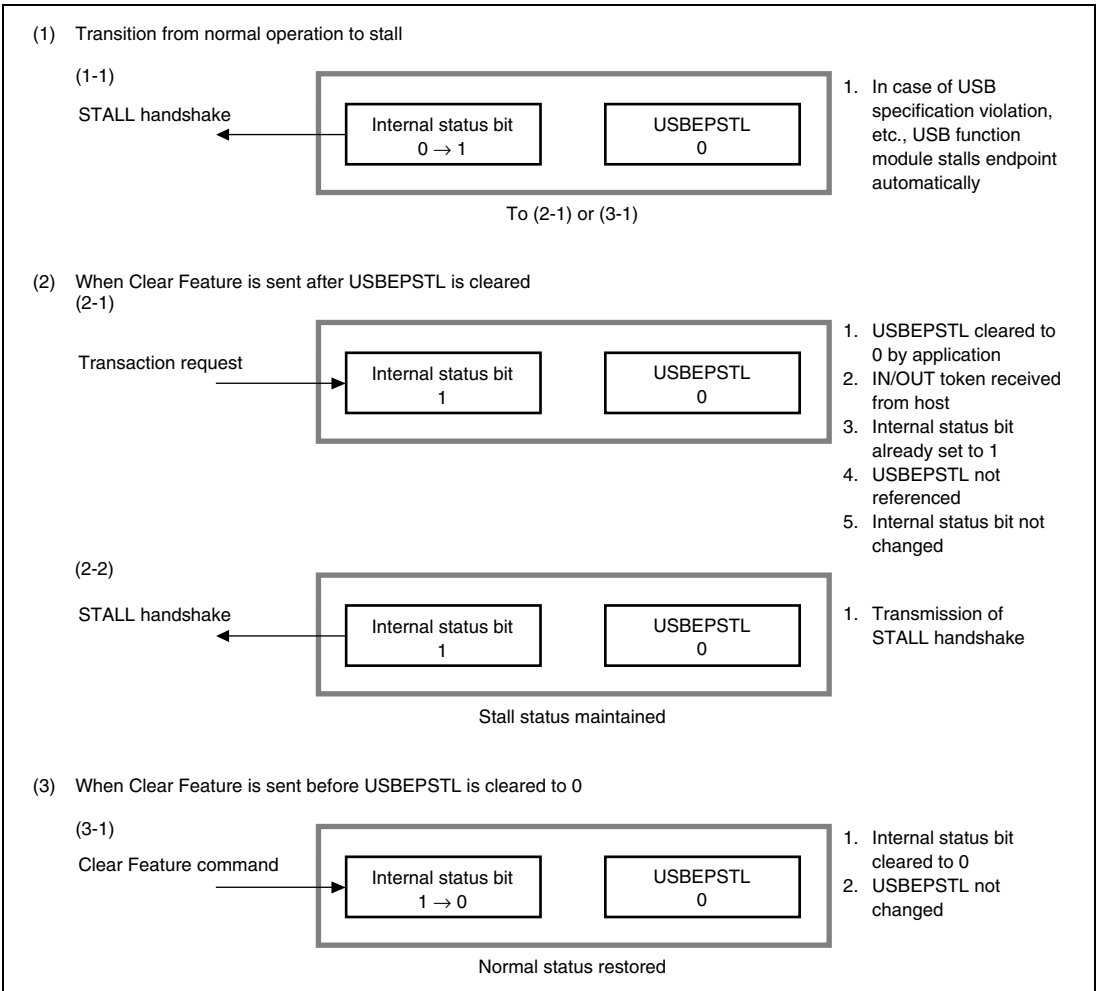 (1) Transition from normal operation to stall
(1-1)
STALL handshake
Internal status bit
0 → 1
USBEPSTL
0
1. In case of USB
specification violation,
etc., USB function
module stalls endpoint
automatically
To (2-1) or (3-1)
(2) When Clear Feature is sent after USBEPSTL is cleared
(2-1)
Transaction request
Internal status bit
1
USBEPSTL
0
1. USBEPSTL cleared to
0 by application
2. IN/OUT token received
from host
3. Internal status bit
already set to 1
4. USBEPSTL not
referenced
5. Internal status bit not
changed
(2-2)
STALL handshake
Internal status bit
1
USBEPSTL
0
1. Transmission of
STALL handshake
Stall status maintained
(3) When Clear Feature is sent before USBEPSTL is cleared to 0
(3-1)
Clear Feature command
Internal status bit
1 → 0
USBEPSTL
0
1. Internal status bit
cleared to 0
2. USBEPSTL not
changed
Normal status restored